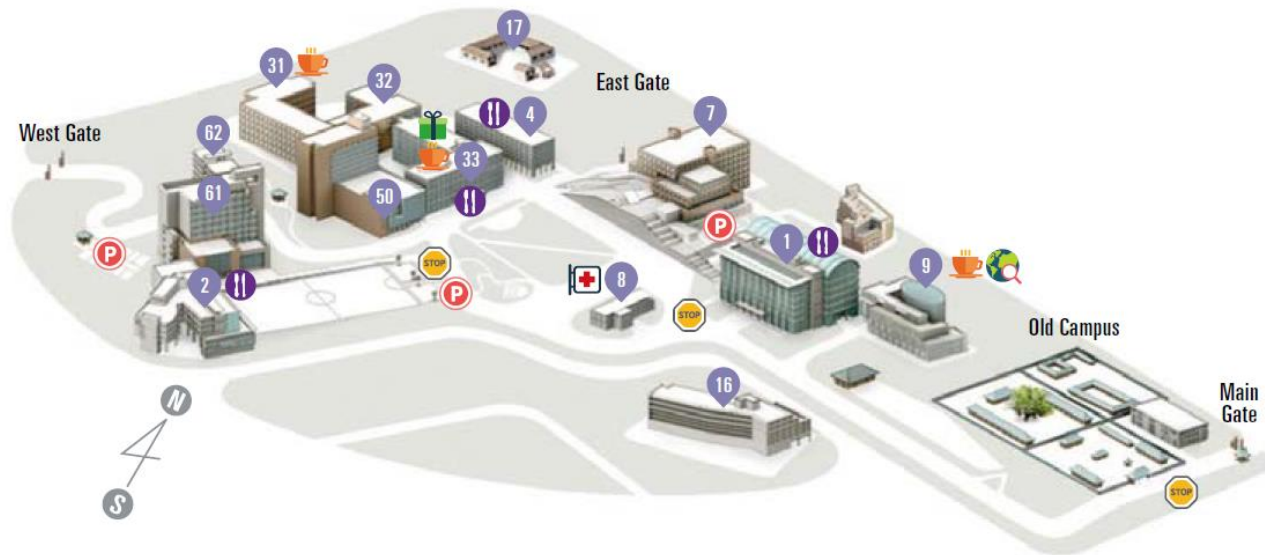 17
31
32
East Gate
4
7
West Gate
62
33
61
50
P
1
P
STOP
9
2
P
8
STOP
Old Campus
16
Main
Gate
N
S
STOP